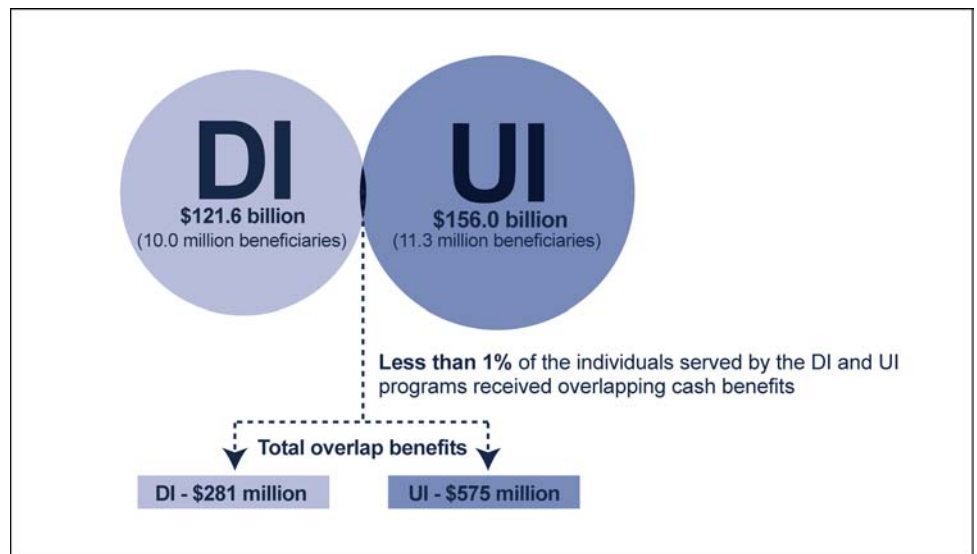 DI
$121.6 billion
(10.0 million beneficiaries)
UI
$156.0 billion
(11.3 million beneficiaries)
Less than 1% of the individuals served by the DI and UI
programs received overlapping cash benefits
Total overlap benefits
DI - $281 million
UI - $575 million